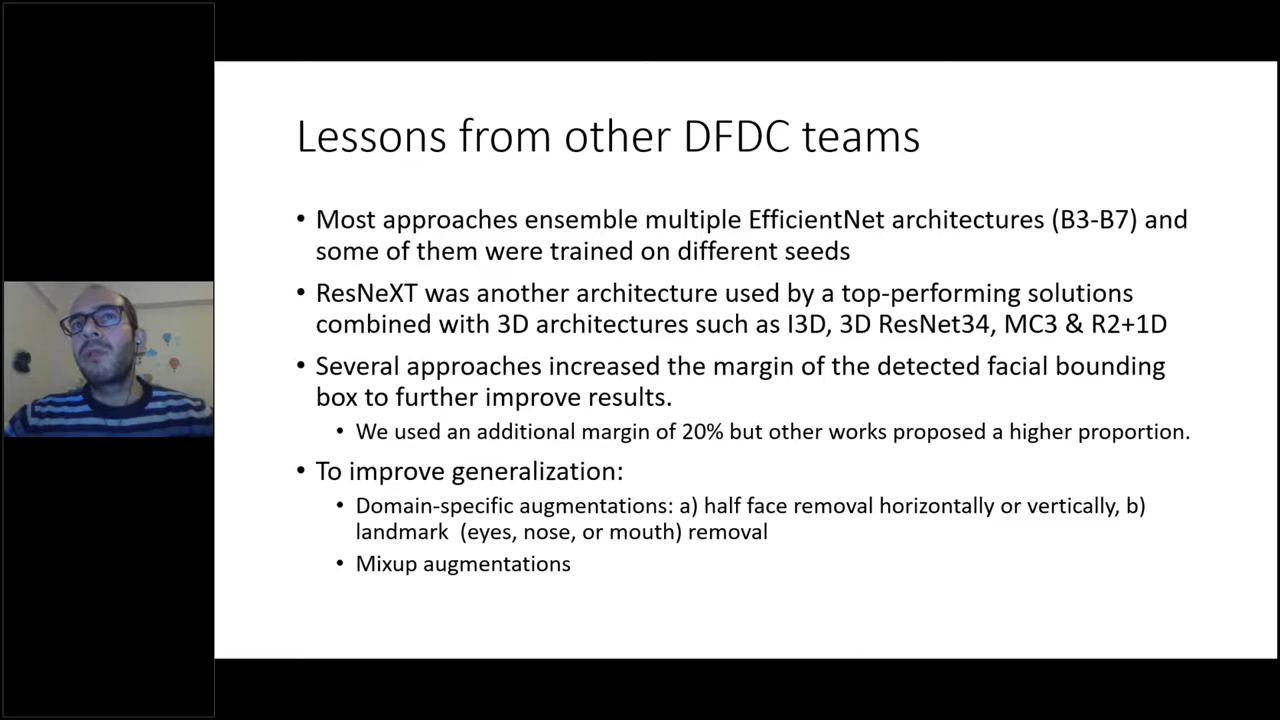 Lessons from other DFDC teams
• Most approaches ensemble multiple EfficientNet architectures (B3-B7) and
some of them were trained on different seeds
• ResNeXT was another architecture used by a top-performing solutions
combined with 3D architectures such as I3D, 3D ResNet34, MC3 & R2+1D
• Several approaches increased the margin of the detected facial bounding
box to further improve results.
• We used an additional margin of 20% but other works proposed a higher proportion.
• To improve generalization:
• Domain-specific augmentations: a) half face removal horizontally or vertically, b)
landmark (eyes, nose, or mouth) removal
• Mixup augmentations